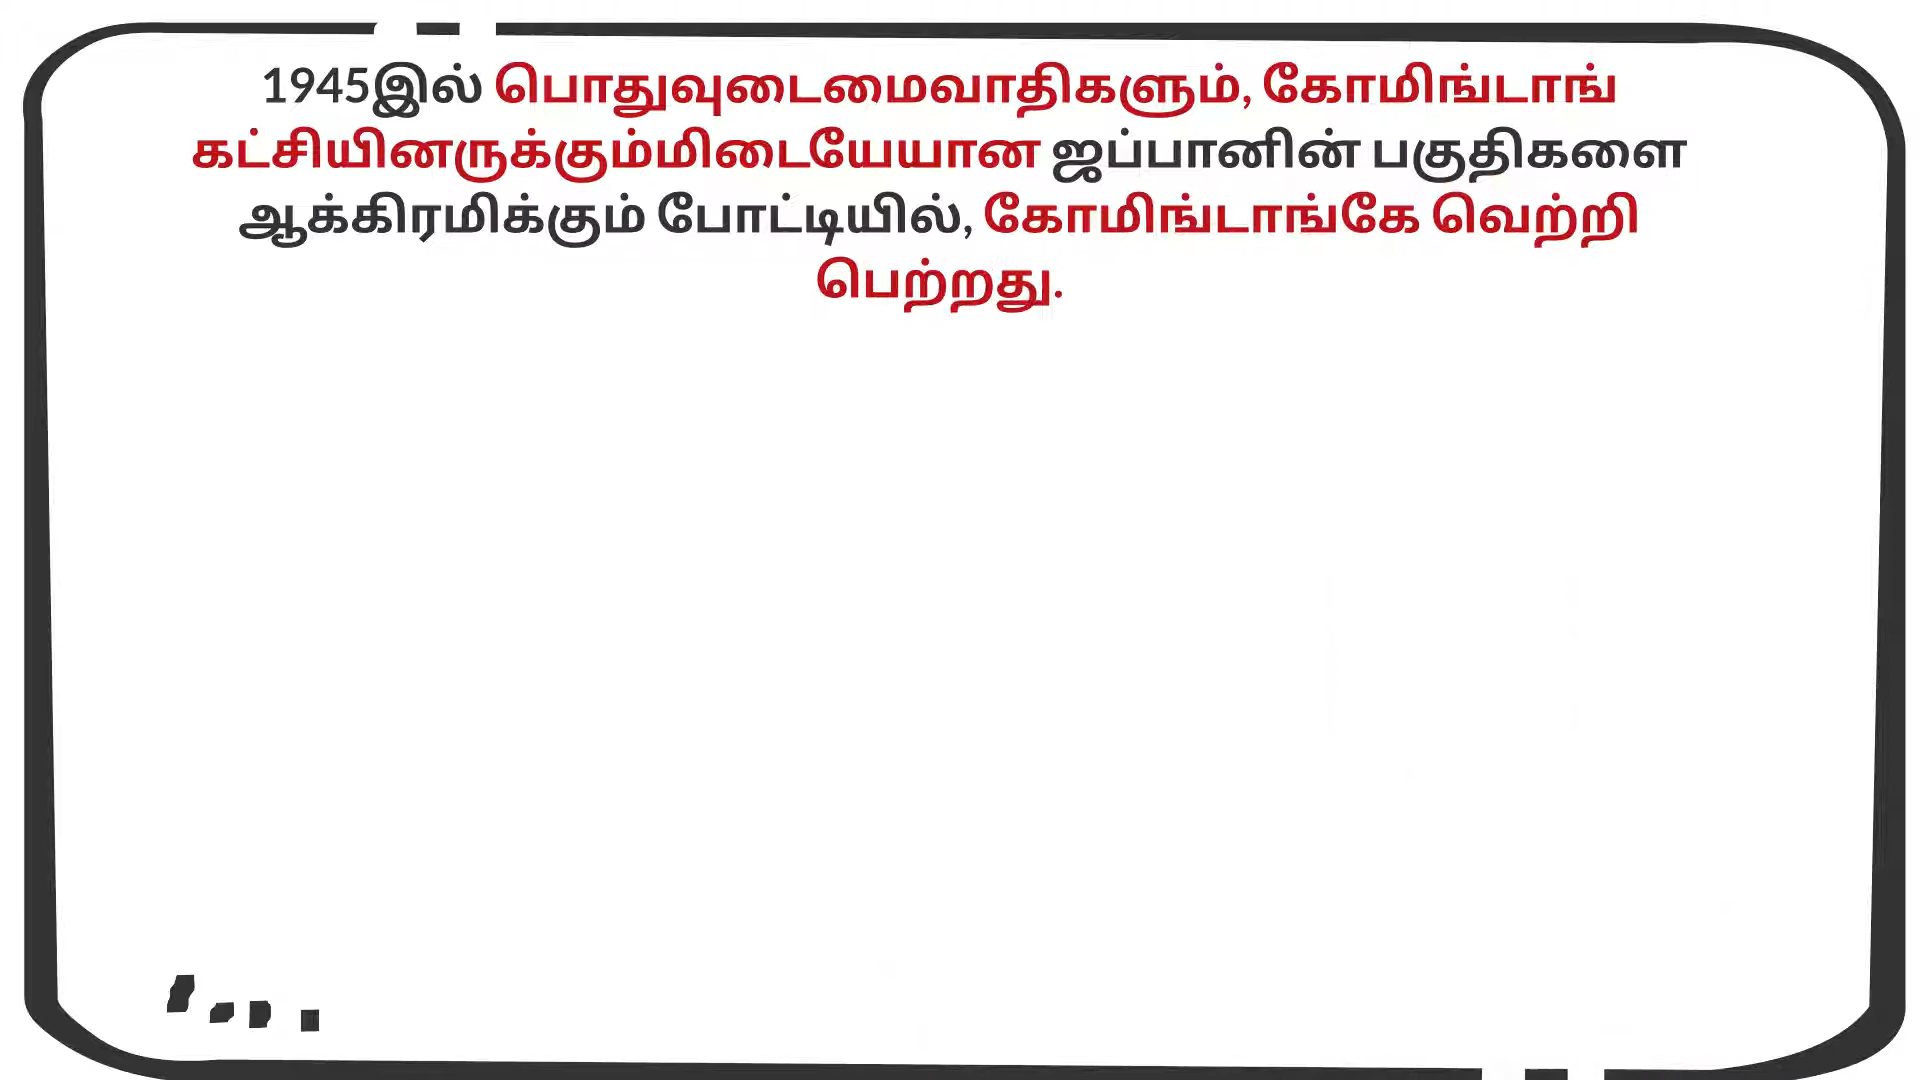 1945இல் பொதுவுடைமைவாதிகளும், கோமிங்டாங்
கட்சியினருக்கும்மிடையேயான ஜப்பானின் பகுதிகளை
ஆக்கிரமிக்கும் போட்டியில், கோமிங்டாங்கே வெற்றி
பெற்றது.